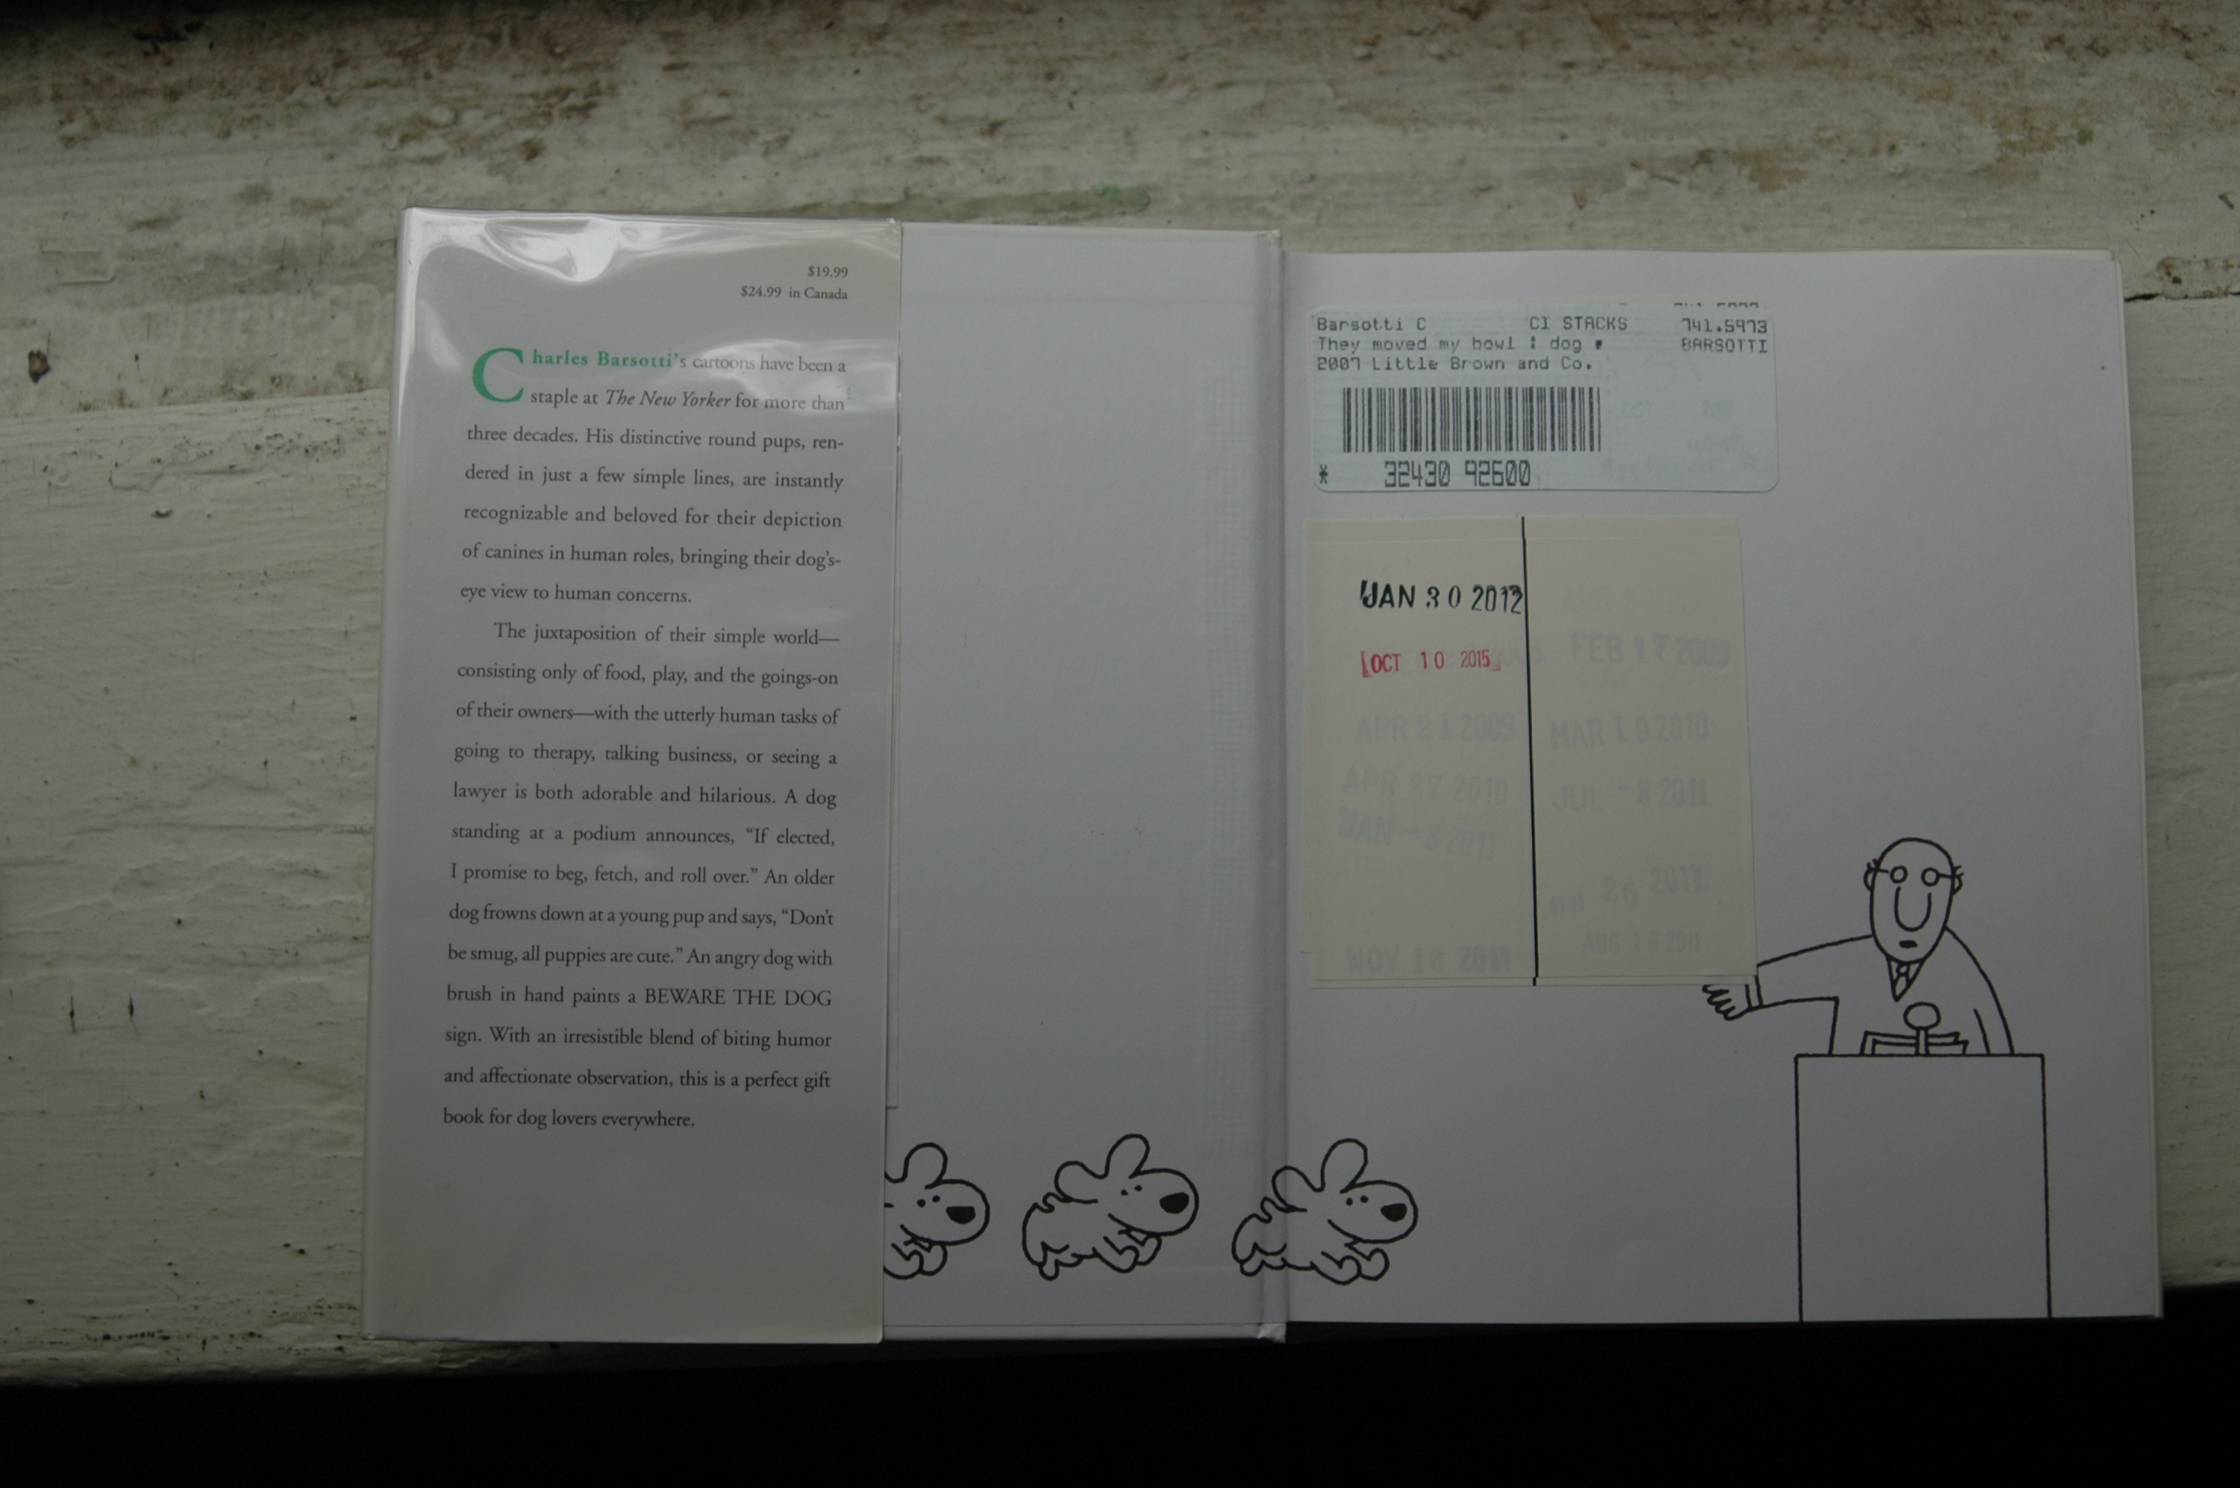 $19.99
$24.99 in Canada
Charles Barsotti's cartoons have been a
staple at The New Yorker for more than
three decades. His distinctive round pups, ren-
dered in just a few simple lines, are instantly
recognizable and beloved for their depiction
of canines in human roles, bringing their dog's-
eye view to human concerns.
The juxtaposition of their simple world—
consisting only of food, play, and the goings-on
of their owners—with the utterly human tasks of
going to therapy, talking business, or seeing a
lawyer is both adorable and hilarious. A dog
standing at a podium announces, “If elected,
I promise to beg, fetch, and roll over.” An older
dog frowns down at a young pup and says, “Don't
be smug, all puppies are cute.” An angry dog with
brush in hand paints a BEWARE THE DOG
sign. With an irresistible blend of biting humor
and affectionate observation, this is a perfect gift
book for dog lovers everywhere.
Barsotti C CI STACKS 741.5973
They moved my bowl : dog BARSOTTI
2007 Little Brown and Co.
* 32430 92600
JAN 30 2012
OCT 10 2015
FEB 17 2009
APR 21 2009 MAR 19 2010
APR 27 2010 JUL -8 2011
JAN -8 2011
26 2011
AUG 16 2011
NOV 18